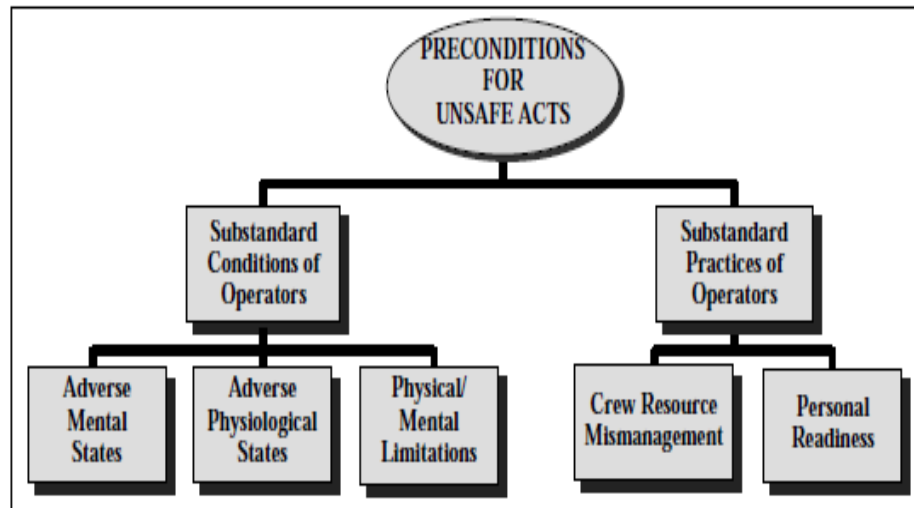 PRECONDITIONS
FOR
UNSAFE ACTS
Substandard
Conditions of
Operators
Substandard
Practices of
Operators
Adverse
Mental
States
Adverse
Physiological
States
Physical/
Mental
Limitations
Crew Resource
Mismanagement
Personal
Readiness